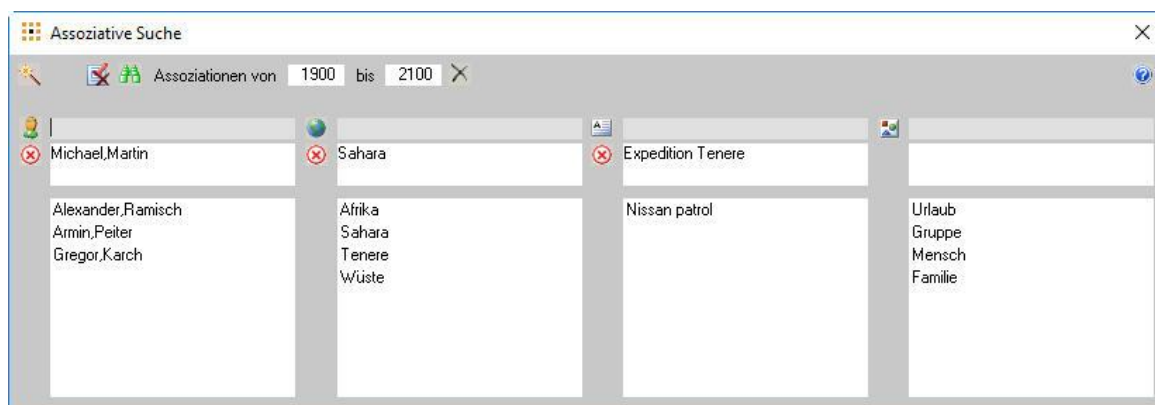 Assoziative Suche
Assoziationen von 1900 bis 2100
Michael,Martin
Sahara
Expedition Tenere
Alexander,Ramisch
Armin,Peiter
Gregor,Karch
Afrika
Sahara
Tenere
Wüste
Nissan patrol
Urlaub
Gruppe
Mensch
Familie